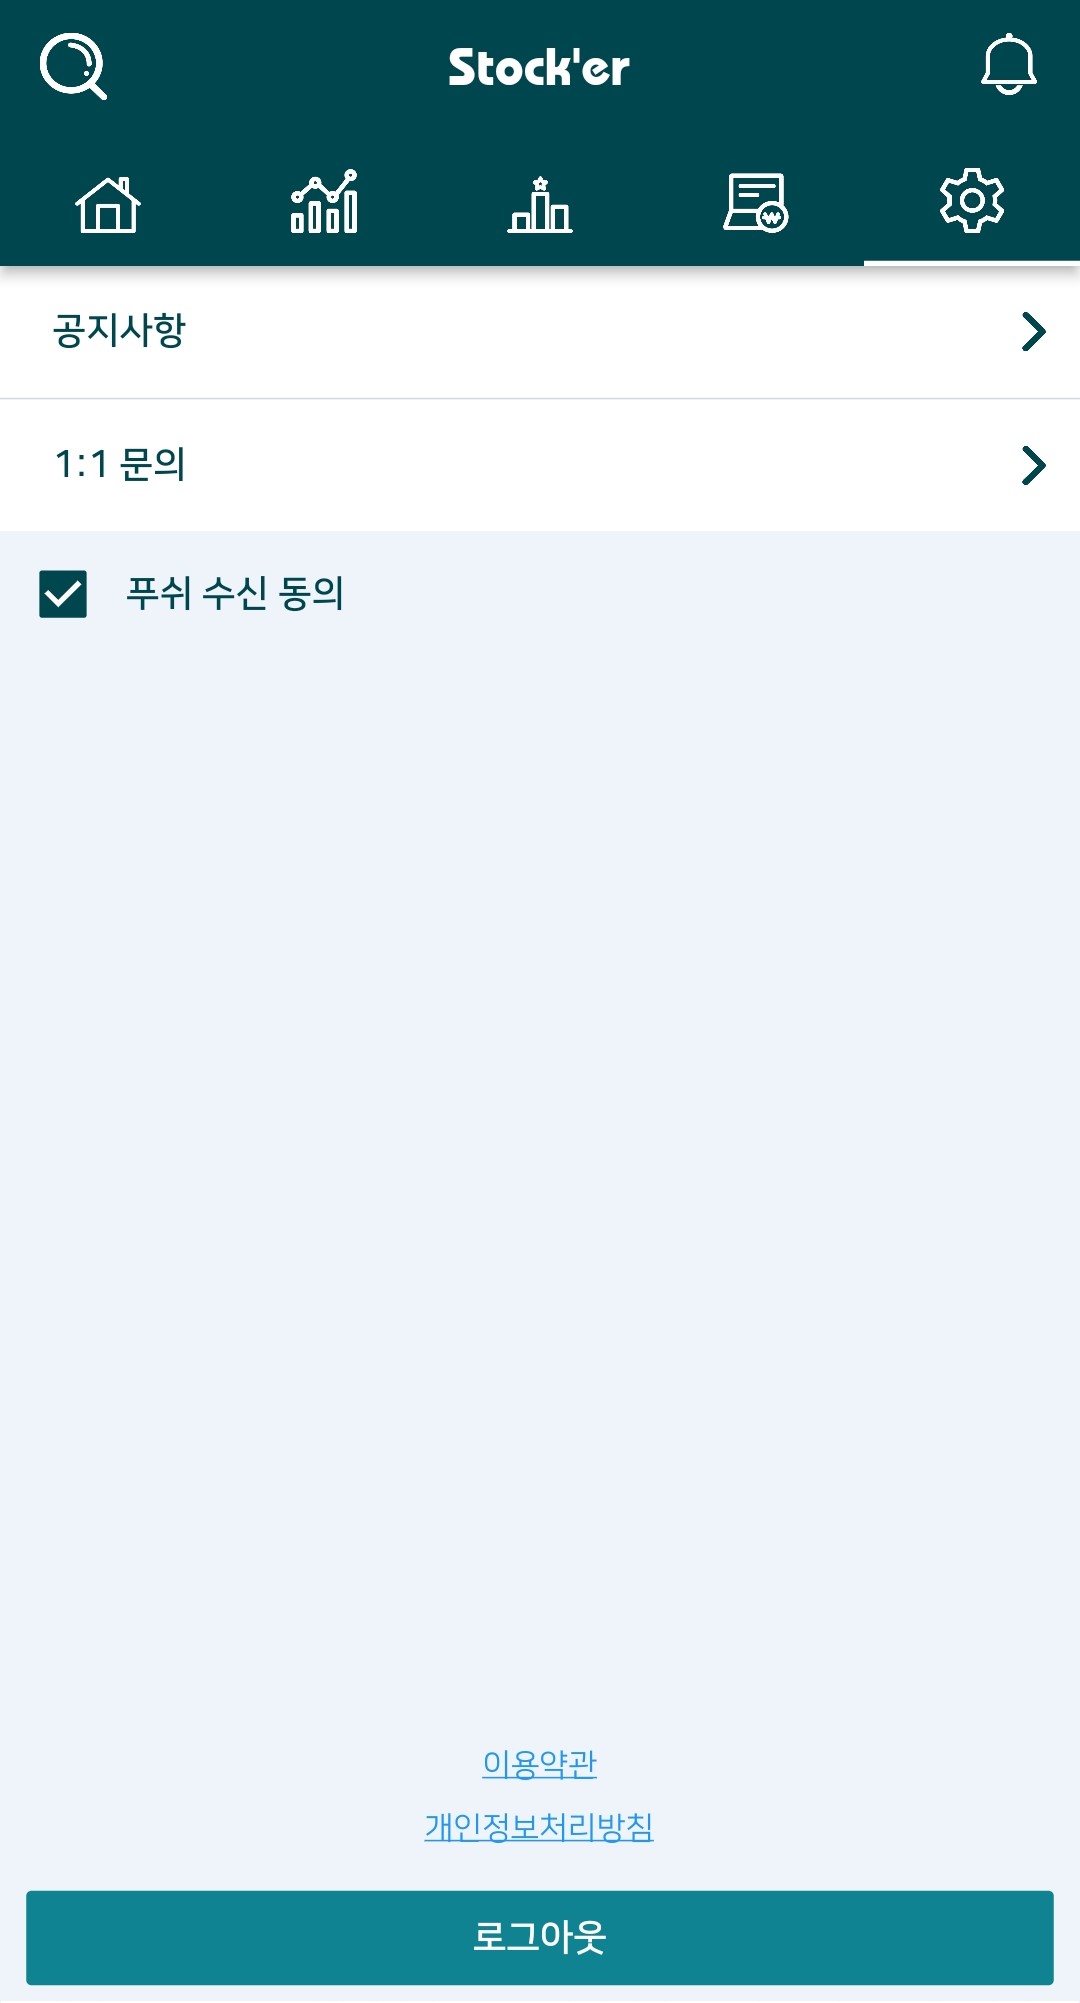 Stock'er
공지사항
1:1 문의
푸쉬 수신 동의
이용약관
개인정보처리방침
로그아웃